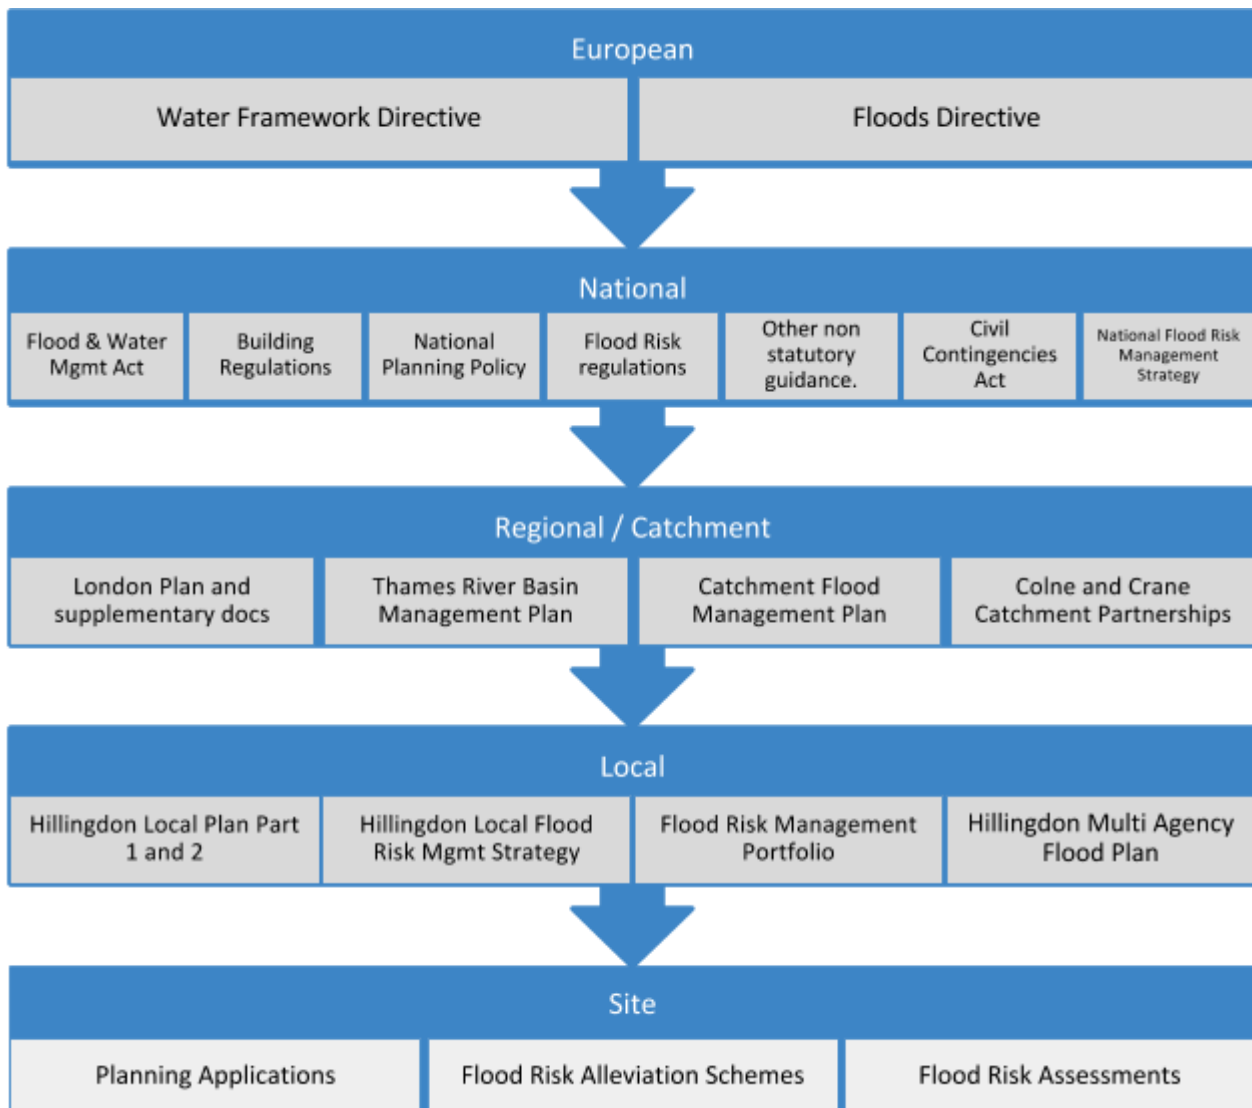 European
Water Framework Directive
Floods Directive
National
Flood & Water
Mgmt Act
Building
Regulations
National
Planning Policy
Flood Risk
regulations
Other non
statutory
guidance.
Civil
Contingencies
Act
National Flood Risk
Management
Strategy
Regional / Catchment
London Plan and
supplementary docs
Thames River Basin
Management Plan
Catchment Flood
Management Plan
Colne and Crane
Catchment Partnerships
Local
Hillingdon Local Plan Part
1 and 2
Hillingdon Local Flood
Risk Mgmt Strategy
Flood Risk Management
Portfolio
Hillingdon Multi Agency
Flood Plan
Site
Planning Applications
Flood Risk Alleviation Schemes
Flood Risk Assessments